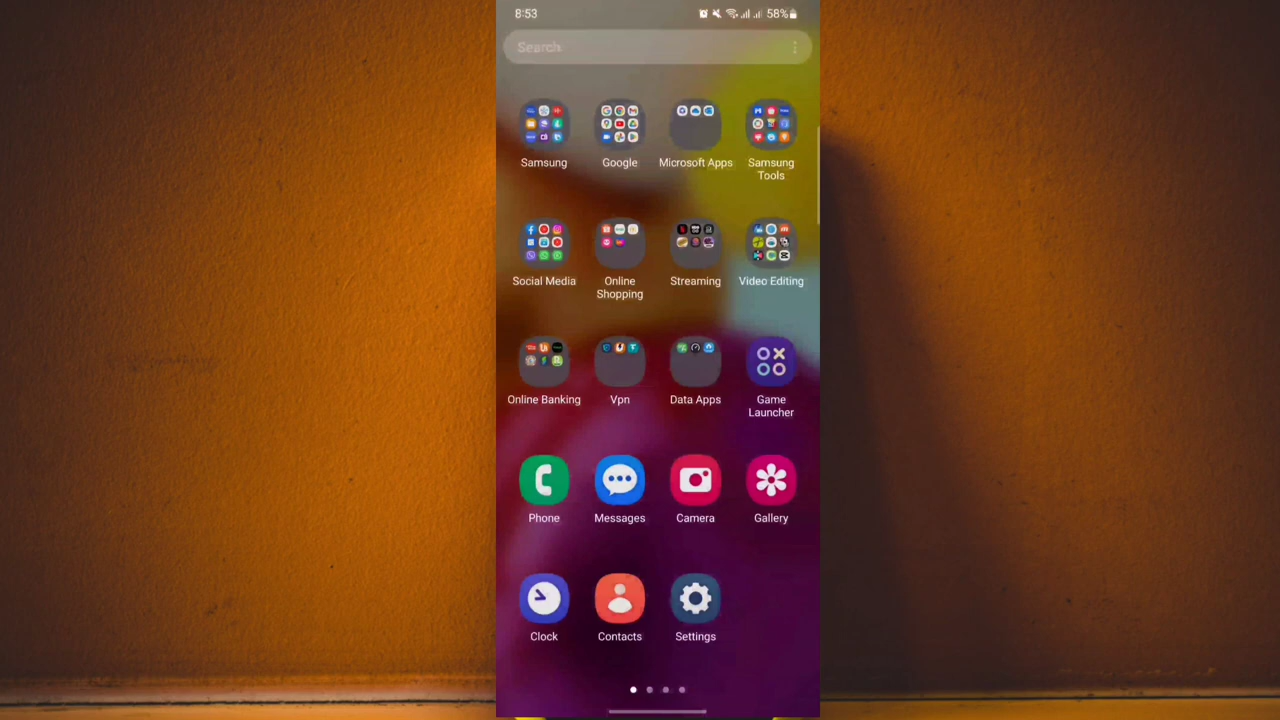 8:53
58%
Search
Samsung
Google
Microsoft Apps
Samsung
Tools
Social Media
Online
Shopping
Streaming
Video Editing
Online Banking
Vpn
Data Apps
Game
Launcher
Phone
Messages
Camera
Gallery
Clock
Contacts
Settings